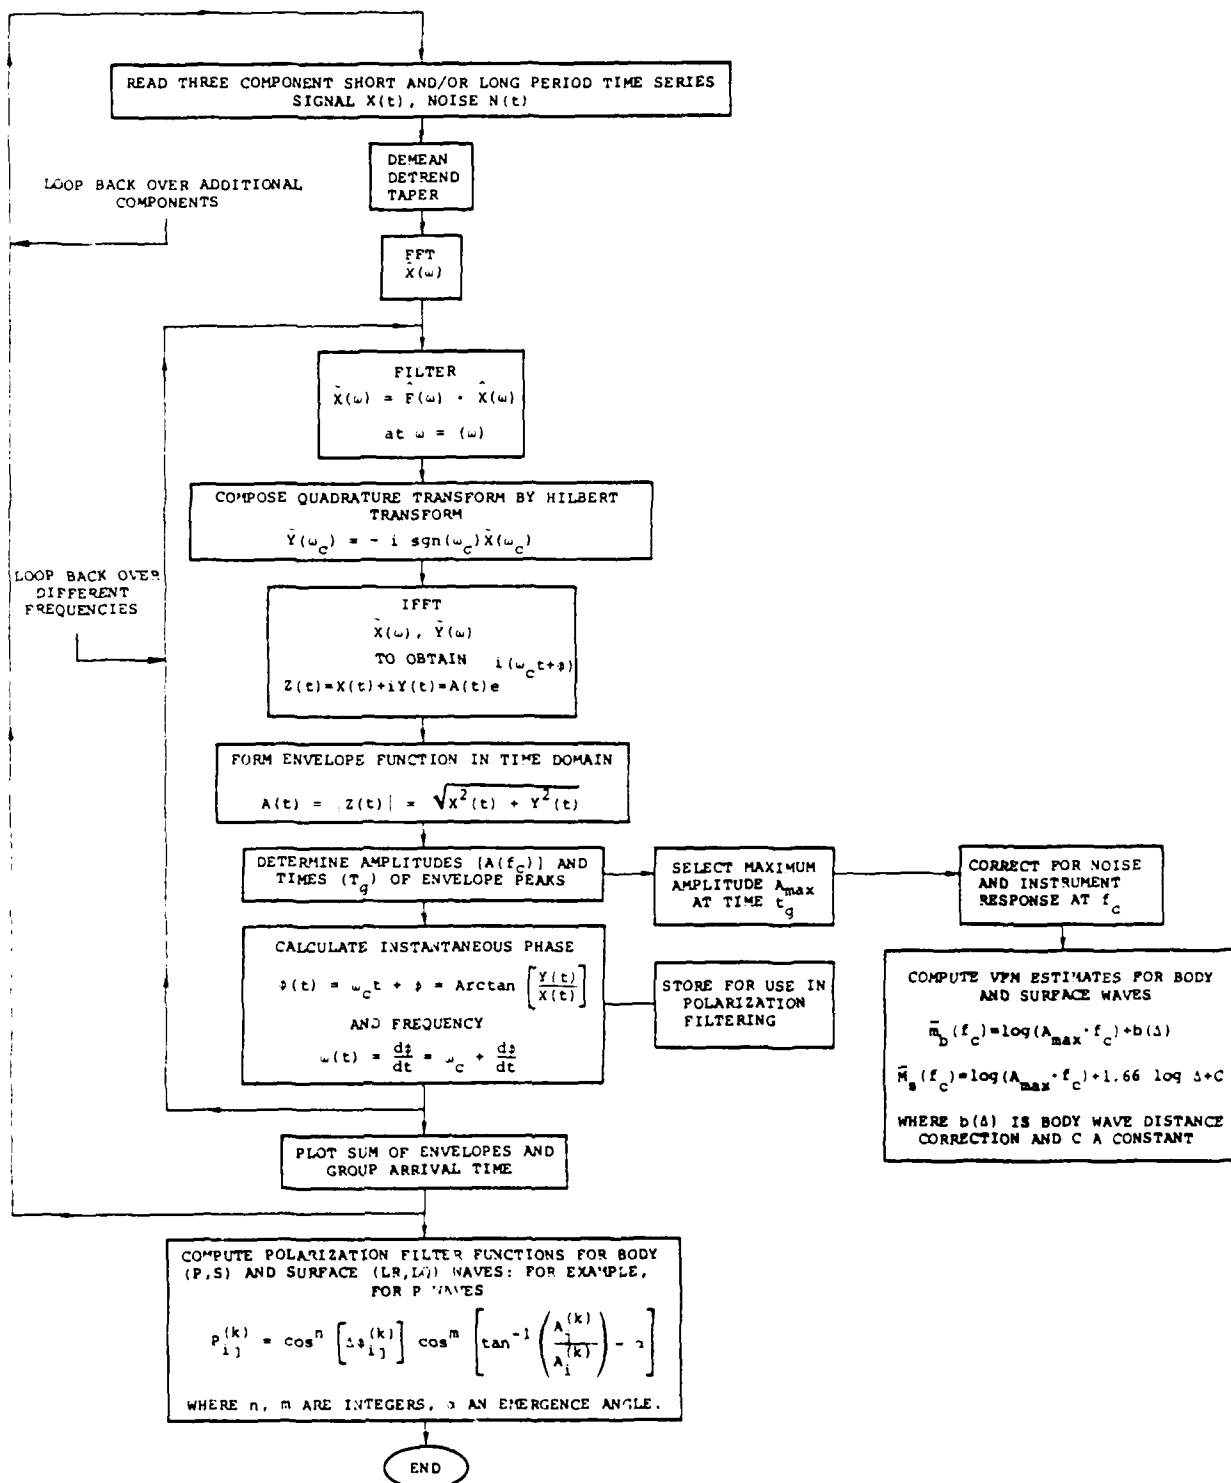 READ THREE COMPONENT SHORT AND/OR LONG PERIOD TIME SERIES
SIGNAL X(t), NOISE N(t)
DEMEAN
DETREND
TAPER
LOOP BACK OVER ADDITIONAL
COMPONENTS
FFT
X̂(ω)
FILTER
X̃(ω) = F̂(ω) · X̂(ω)
at ω = (ω)
COMPOSE QUADRATURE TRANSFORM BY HILBERT
TRANSFORM
Ỹ(ω_c) = - i sgn(ω_c)X̃(ω_c)
LOOP BACK OVER
DIFFERENT
FREQUENCIES
IFFT
X̃(ω), Ỹ(ω)
TO OBTAIN
Z(t)=X(t)+iY(t)=A(t)e^i(ω_c t+φ)
FORM ENVELOPE FUNCTION IN TIME DOMAIN
A(t) = |Z(t)| = √X²(t) + Y²(t)
DETERMINE AMPLITUDES [A(f_c)] AND
TIMES (T_g) OF ENVELOPE PEAKS
SELECT MAXIMUM
AMPLITUDE A_max
AT TIME t_g
CORRECT FOR NOISE
AND INSTRUMENT
RESPONSE AT f_c
CALCULATE INSTANTANEOUS PHASE
φ(t) = ω_c t + φ = Arctan [Y(t)/X(t)]
AND FREQUENCY
ω(t) = dφ/dt = ω_c + dφ/dt
STORE FOR USE IN
POLARIZATION
FILTERING
COMPUTE VFM ESTIMATES FOR BODY
AND SURFACE WAVES
m̄_b(f_c)=log(A_max·f_c)+b(Δ)
M̄_s(f_c)=log(A_max·f_c)+1.66 log Δ+C
WHERE b(Δ) IS BODY WAVE DISTANCE
CORRECTION AND C A CONSTANT
PLOT SUM OF ENVELOPES AND
GROUP ARRIVAL TIME
COMPUTE POLARIZATION FILTER FUNCTIONS FOR BODY
(P,S) AND SURFACE (LR,LQ) WAVES: FOR EXAMPLE,
FOR P WAVES
P_ij^(k) = cos^n [Δφ_ij^(k)] cos^m [tan^-1 (A_j^(k)/A_i^(k)) - α]
WHERE n, m ARE INTEGERS, α AN EMERGENCE ANGLE.
END